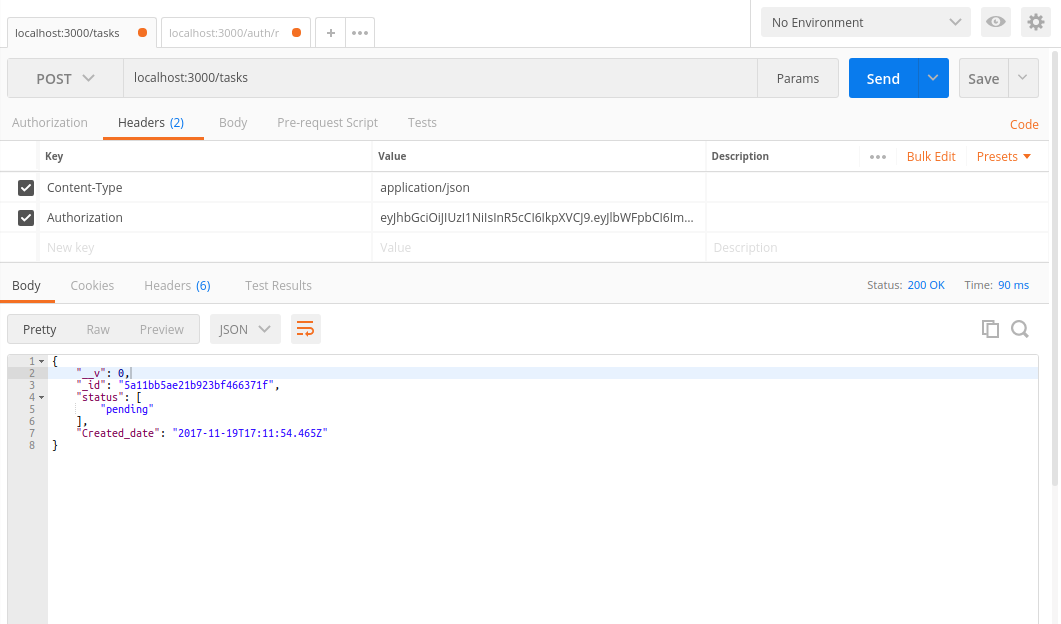 localhost:3000/tasks localhost:3000/auth/r + ••• No Environment
POST localhost:3000/tasks Params Send Save
Authorization Headers (2) Body Pre-request Script Tests Code
Key Value Description ••• Bulk Edit Presets
Content-Type application/json
Authorization
New key Value Description
Body Cookies Headers (6) Test Results Status: 200 OK Time: 90 ms
Pretty Raw Preview JSON
1 {
2 "__v": 0,
3 "_id": "5a11bb5ae21b923bf466371f",
4 "status": [
5 "pending"
6 ],
7 "Created_date": "2017-11-19T17:11:54.465Z"
8 }